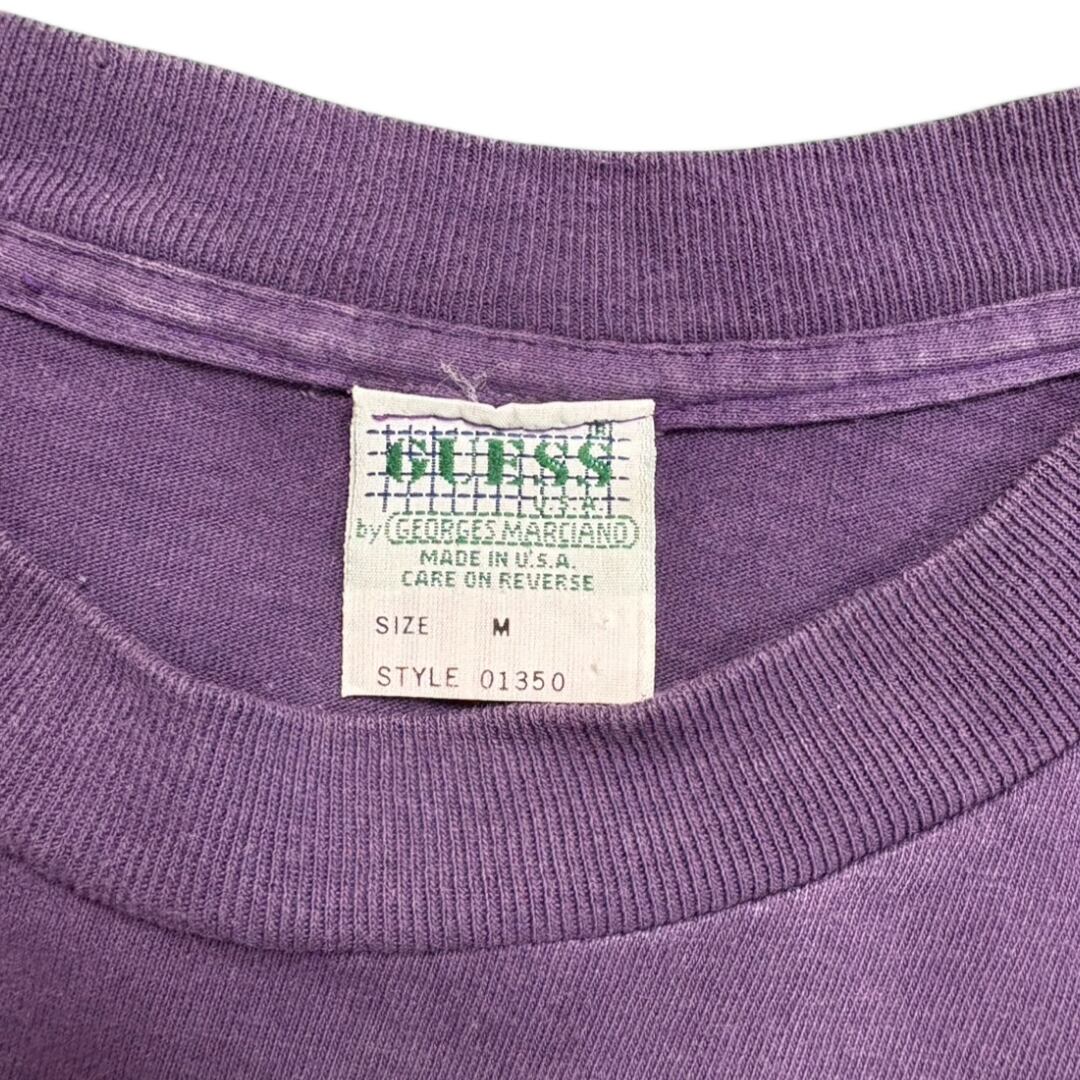 GUESS ®
U.S.A.
by GEORGES MARCIANO
MADE IN U.S.A.
CARE ON REVERSE
SIZE M
STYLE 01350